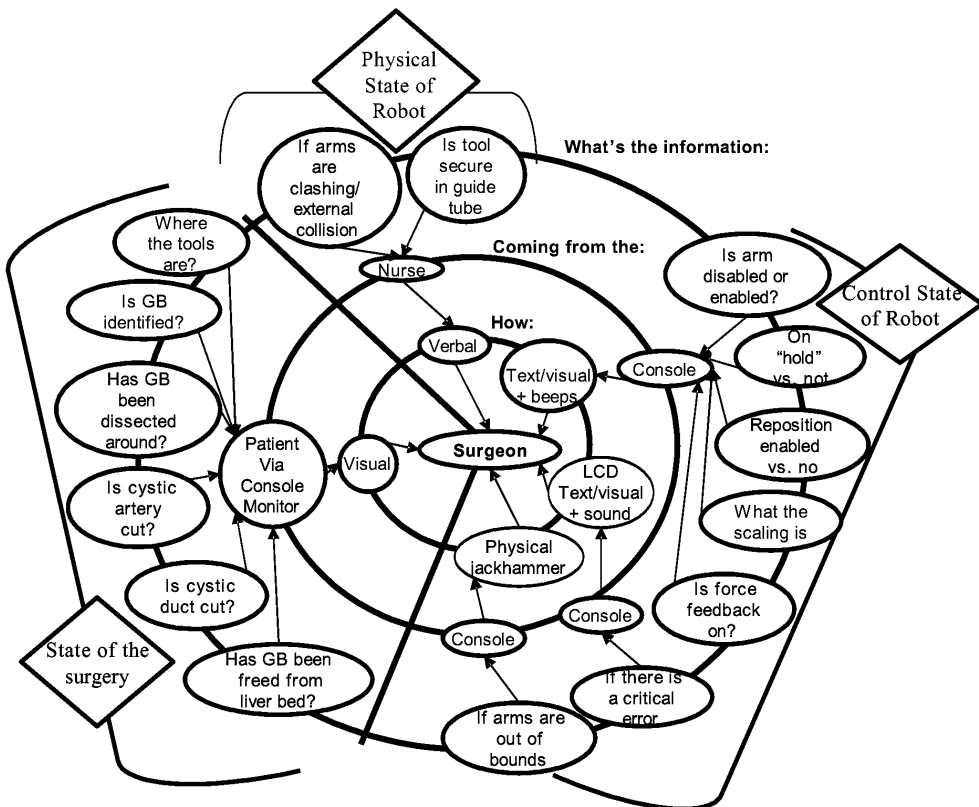 Physical
State of
Robot
What's the information:
If arms
are
clashing/
external
collision
Is tool
secure
in guide
tube
Where
the tools
are?
Coming from the:
Nurse
Is arm
disabled or
enabled?
Control State
of Robot
Is GB
identified?
How:
Verbal
Text/visual
+ beeps
Console
On
“hold”
vs. not
Has GB
been
dissected
around?
Patient
Via
Console
Monitor
Visual
Surgeon
Reposition
enabled
vs. no
LCD
Text/visual
+ sound
Is cystic
artery
cut?
What the
scaling is
Physical
jackhammer
Is cystic
duct cut?
Is force
feedback
on?
Console
Console
State of the
surgery
Has GB been
freed from
liver bed?
If there is
a critical
error
If arms are
out of
bounds